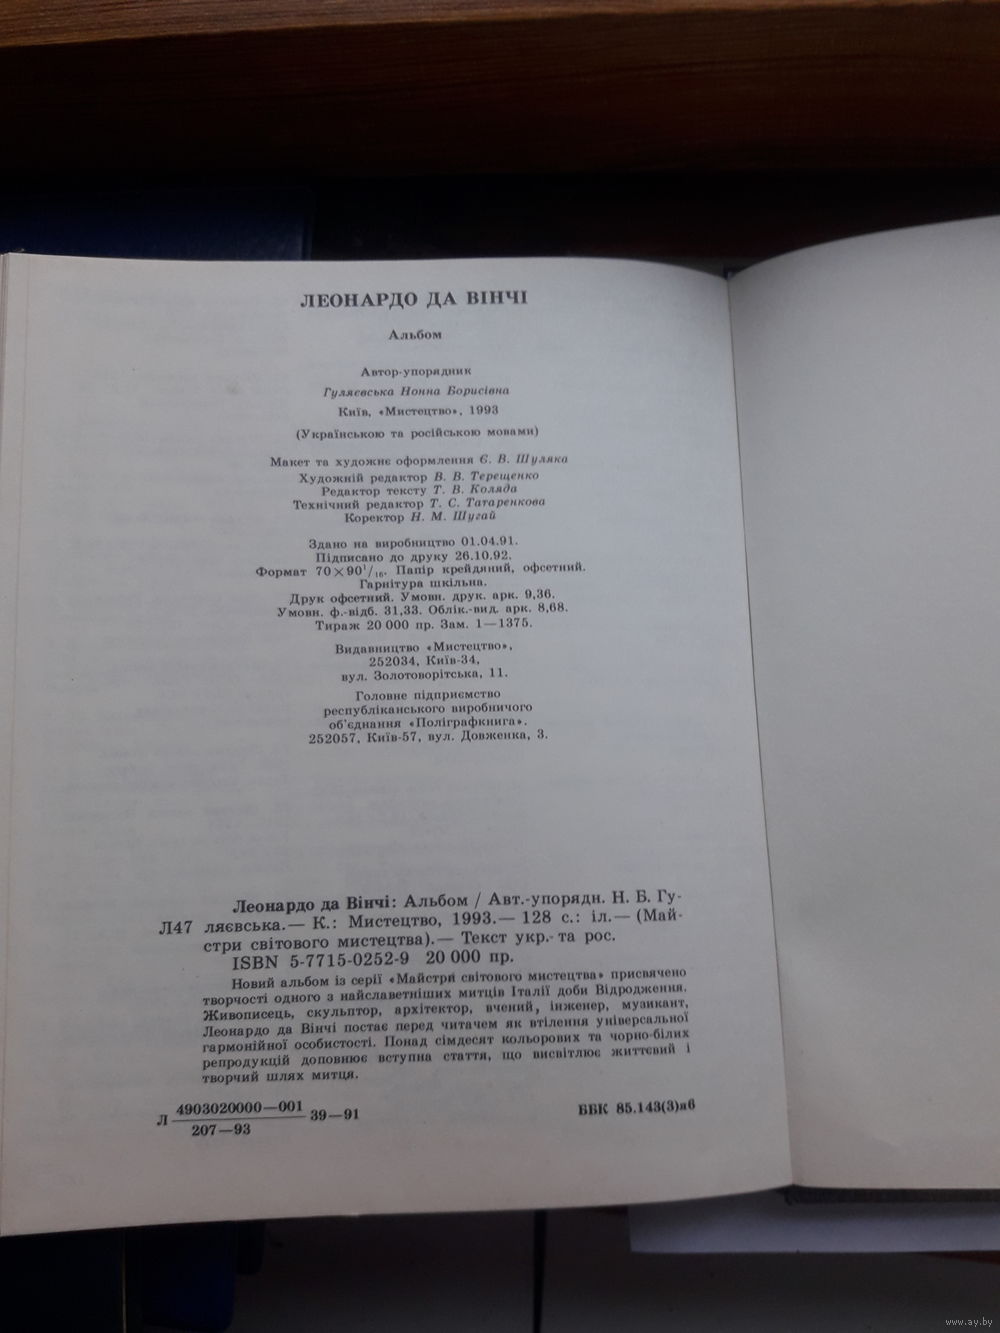 ЛЕОНАРДО ДА ВІНЧІ
Альбом
Автор-упорядник
Гуляєвська Нонна Борисівна
Київ, «Мистецтво», 1993
(Українською та російською мовами)
Макет та художнє оформлення Є. В. Шуляка
Художній редактор В. В. Терещенко
Редактор тексту Т. В. Коляда
Технічний редактор Т. С. Татаренкова
Коректор Н. М. Шугай
Здано на виробництво 01.04.91.
Підписано до друку 26.10.92.
Формат 70×90¹/₁₆. Папір крейдяний, офсетний.
Гарнітура шкільна.
Друк офсетний. Умовн. друк. арк. 9,36.
Умовн. ф.-відб. 31,33. Облік.-вид. арк. 8,68.
Тираж 20 000 пр. Зам. 1—1375.
Видавництво «Мистецтво»,
252034, Київ-34,
вул. Золотоворітська, 11.
Головне підприємство
республіканського виробничого
об'єднання «Поліграфкнига».
252057, Київ-57, вул. Довженка, 3.
Леонардо да Вінчі: Альбом / Авт.-упорядн. Н. Б. Гу-
Л47 ляєвська.— К.: Мистецтво, 1993.— 128 с.: іл.— (Май-
стри світового мистецтва).— Текст укр. та рос.
ISBN 5-7715-0252-9 20 000 пр.
Новий альбом із серії «Майстри світового мистецтва» присвячено
творчості одного з найславетніших митців Італії доби Відродження.
Живописець, скульптор, архітектор, вчений, інженер, музикант,
Леонардо да Вінчі постає перед читачем як втілення універсальної
гармонійної особистості. Понад сімдесят кольорових та чорно-білих
репродукцій доповнює вступна стаття, що висвітлює життєвий і
творчий шлях митця.
Л 4903020000—001 39—91
207—93
ББК 85.143(3)я6
www.ay.by